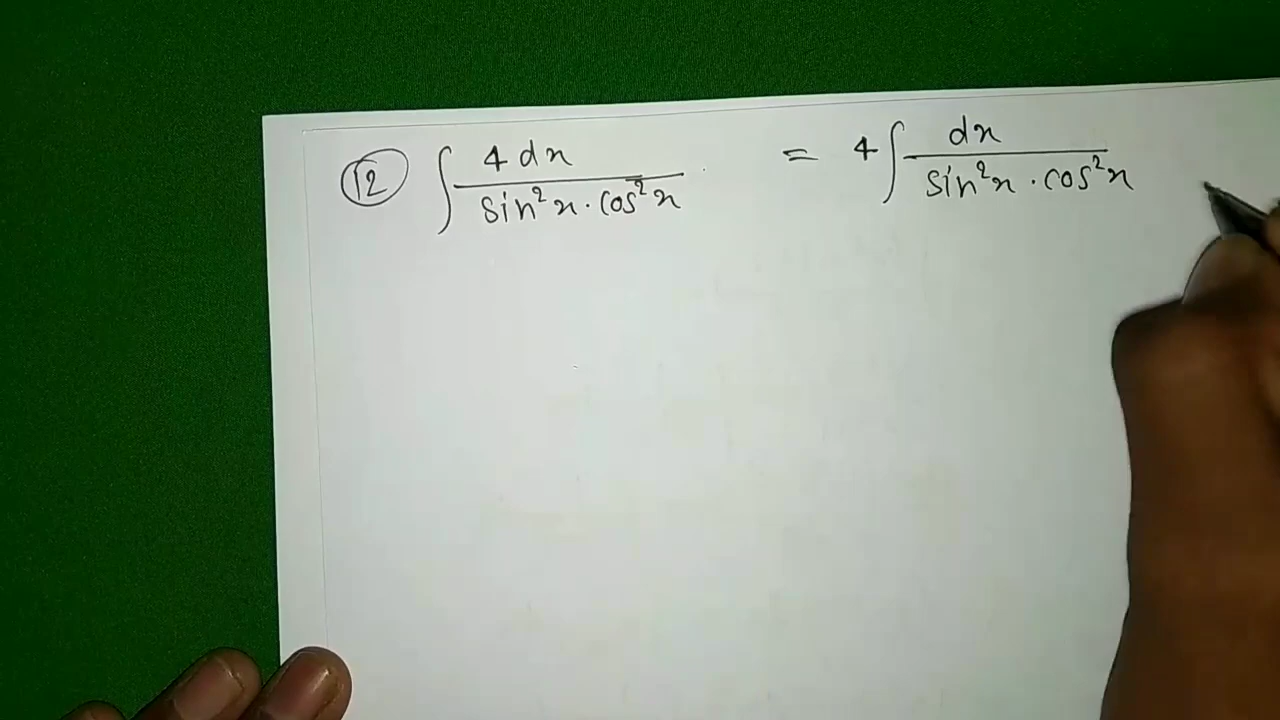 ⑫ ∫ 4 dx / sin²x · cos²x = 4 ∫ dx / sin²x · cos²x